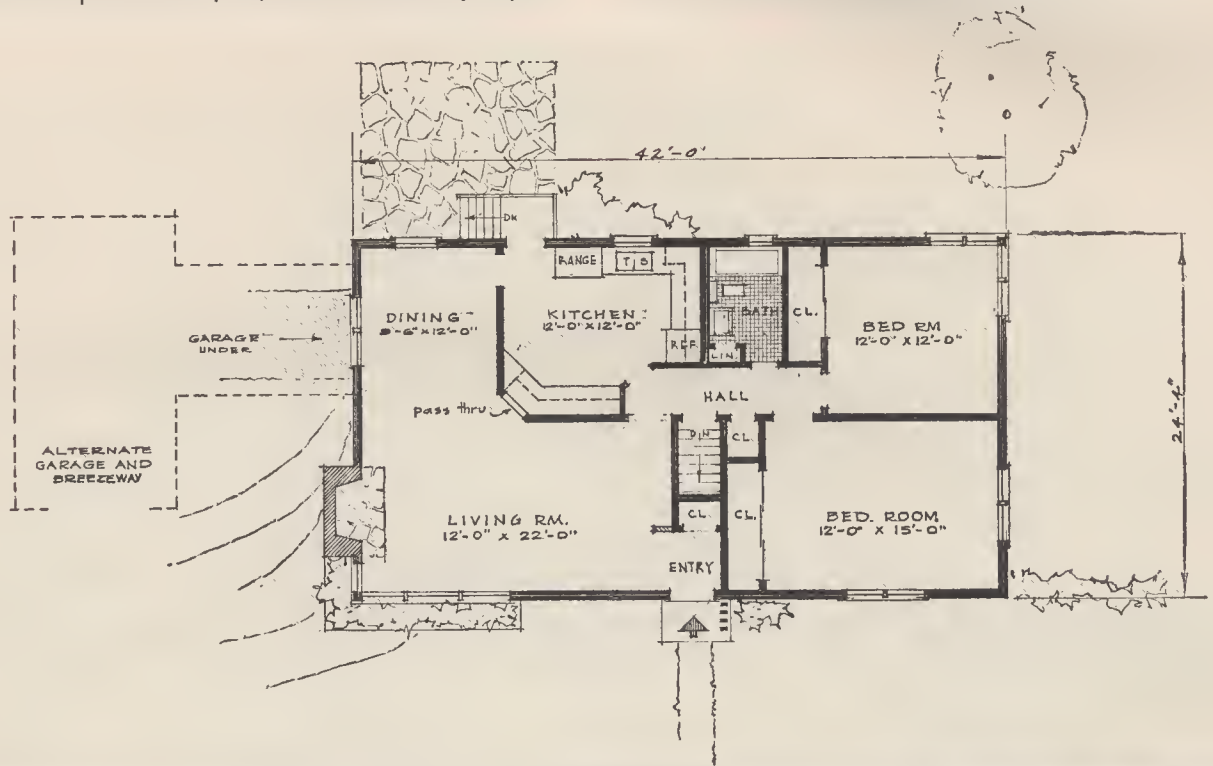 42'-0"
DN
RANGE
T B
DINING
9'-6" X 12'-0"
KITCHEN
12'-0" X 12'-0"
REF.
BATH
LIN.
CL.
BED RM
12'-0" X 12'-0"
GARAGE
UNDER
24'-4"
pass thru
HALL
DN
CL.
ALTERNATE
GARAGE AND
BREEZEWAY
LIVING RM.
12'-0" X 22'-0"
CL.
CL.
BED. ROOM
12'-0" X 15'-0"
ENTRY